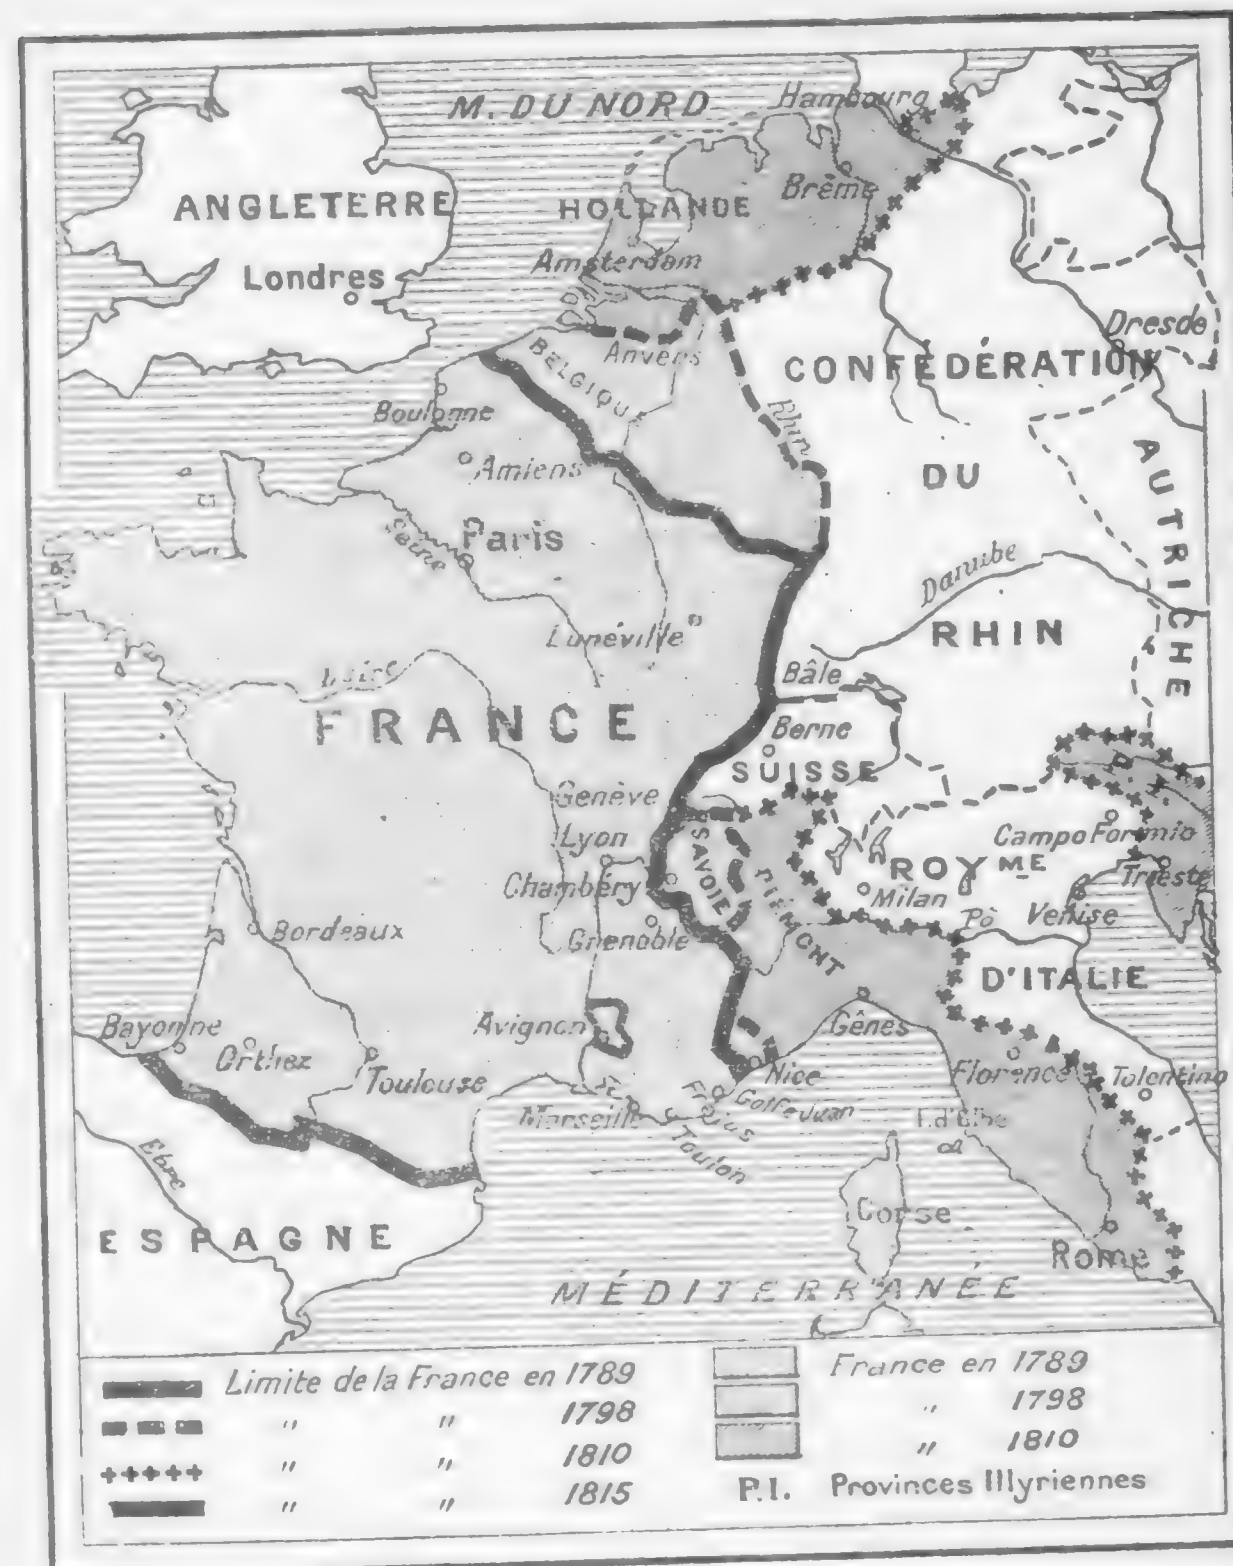 M. DU NORD
Hambourg
ANGLETERRE
HOLLANDE
Brême
Londres
Amsterdam
Anvers
BELGIQUE
Dresde
CONFÉDÉRATION
Boulogne
Rhin
Amiens
DU
AUTRICHE
Paris
Seine
Danube
Lunéville
RHIN
Loire
Bâle
FRANCE
Berne
SUISSE
Genève
Lyon
SAVOIE
Campo Formio
ROYME
Chambéry
PIÉMONT
Milan
Trieste
Pô
Venise
Bordeaux
Grenoble
D'ITALIE
Bayonne
Avignon
Gênes
Orthez
Toulouse
Nice
Florence
Tolentino
Marseille
Fréjus
Golfe Juan
Toulon
I. d'Elbe
Ebre
Corse
ESPAGNE
Rome
MÉDITERRANÉE
Limite de la France en 1789
" " 1798
" " 1810
" " 1815
France en 1789
" 1798
" 1810
P.I. Provinces Illyriennes